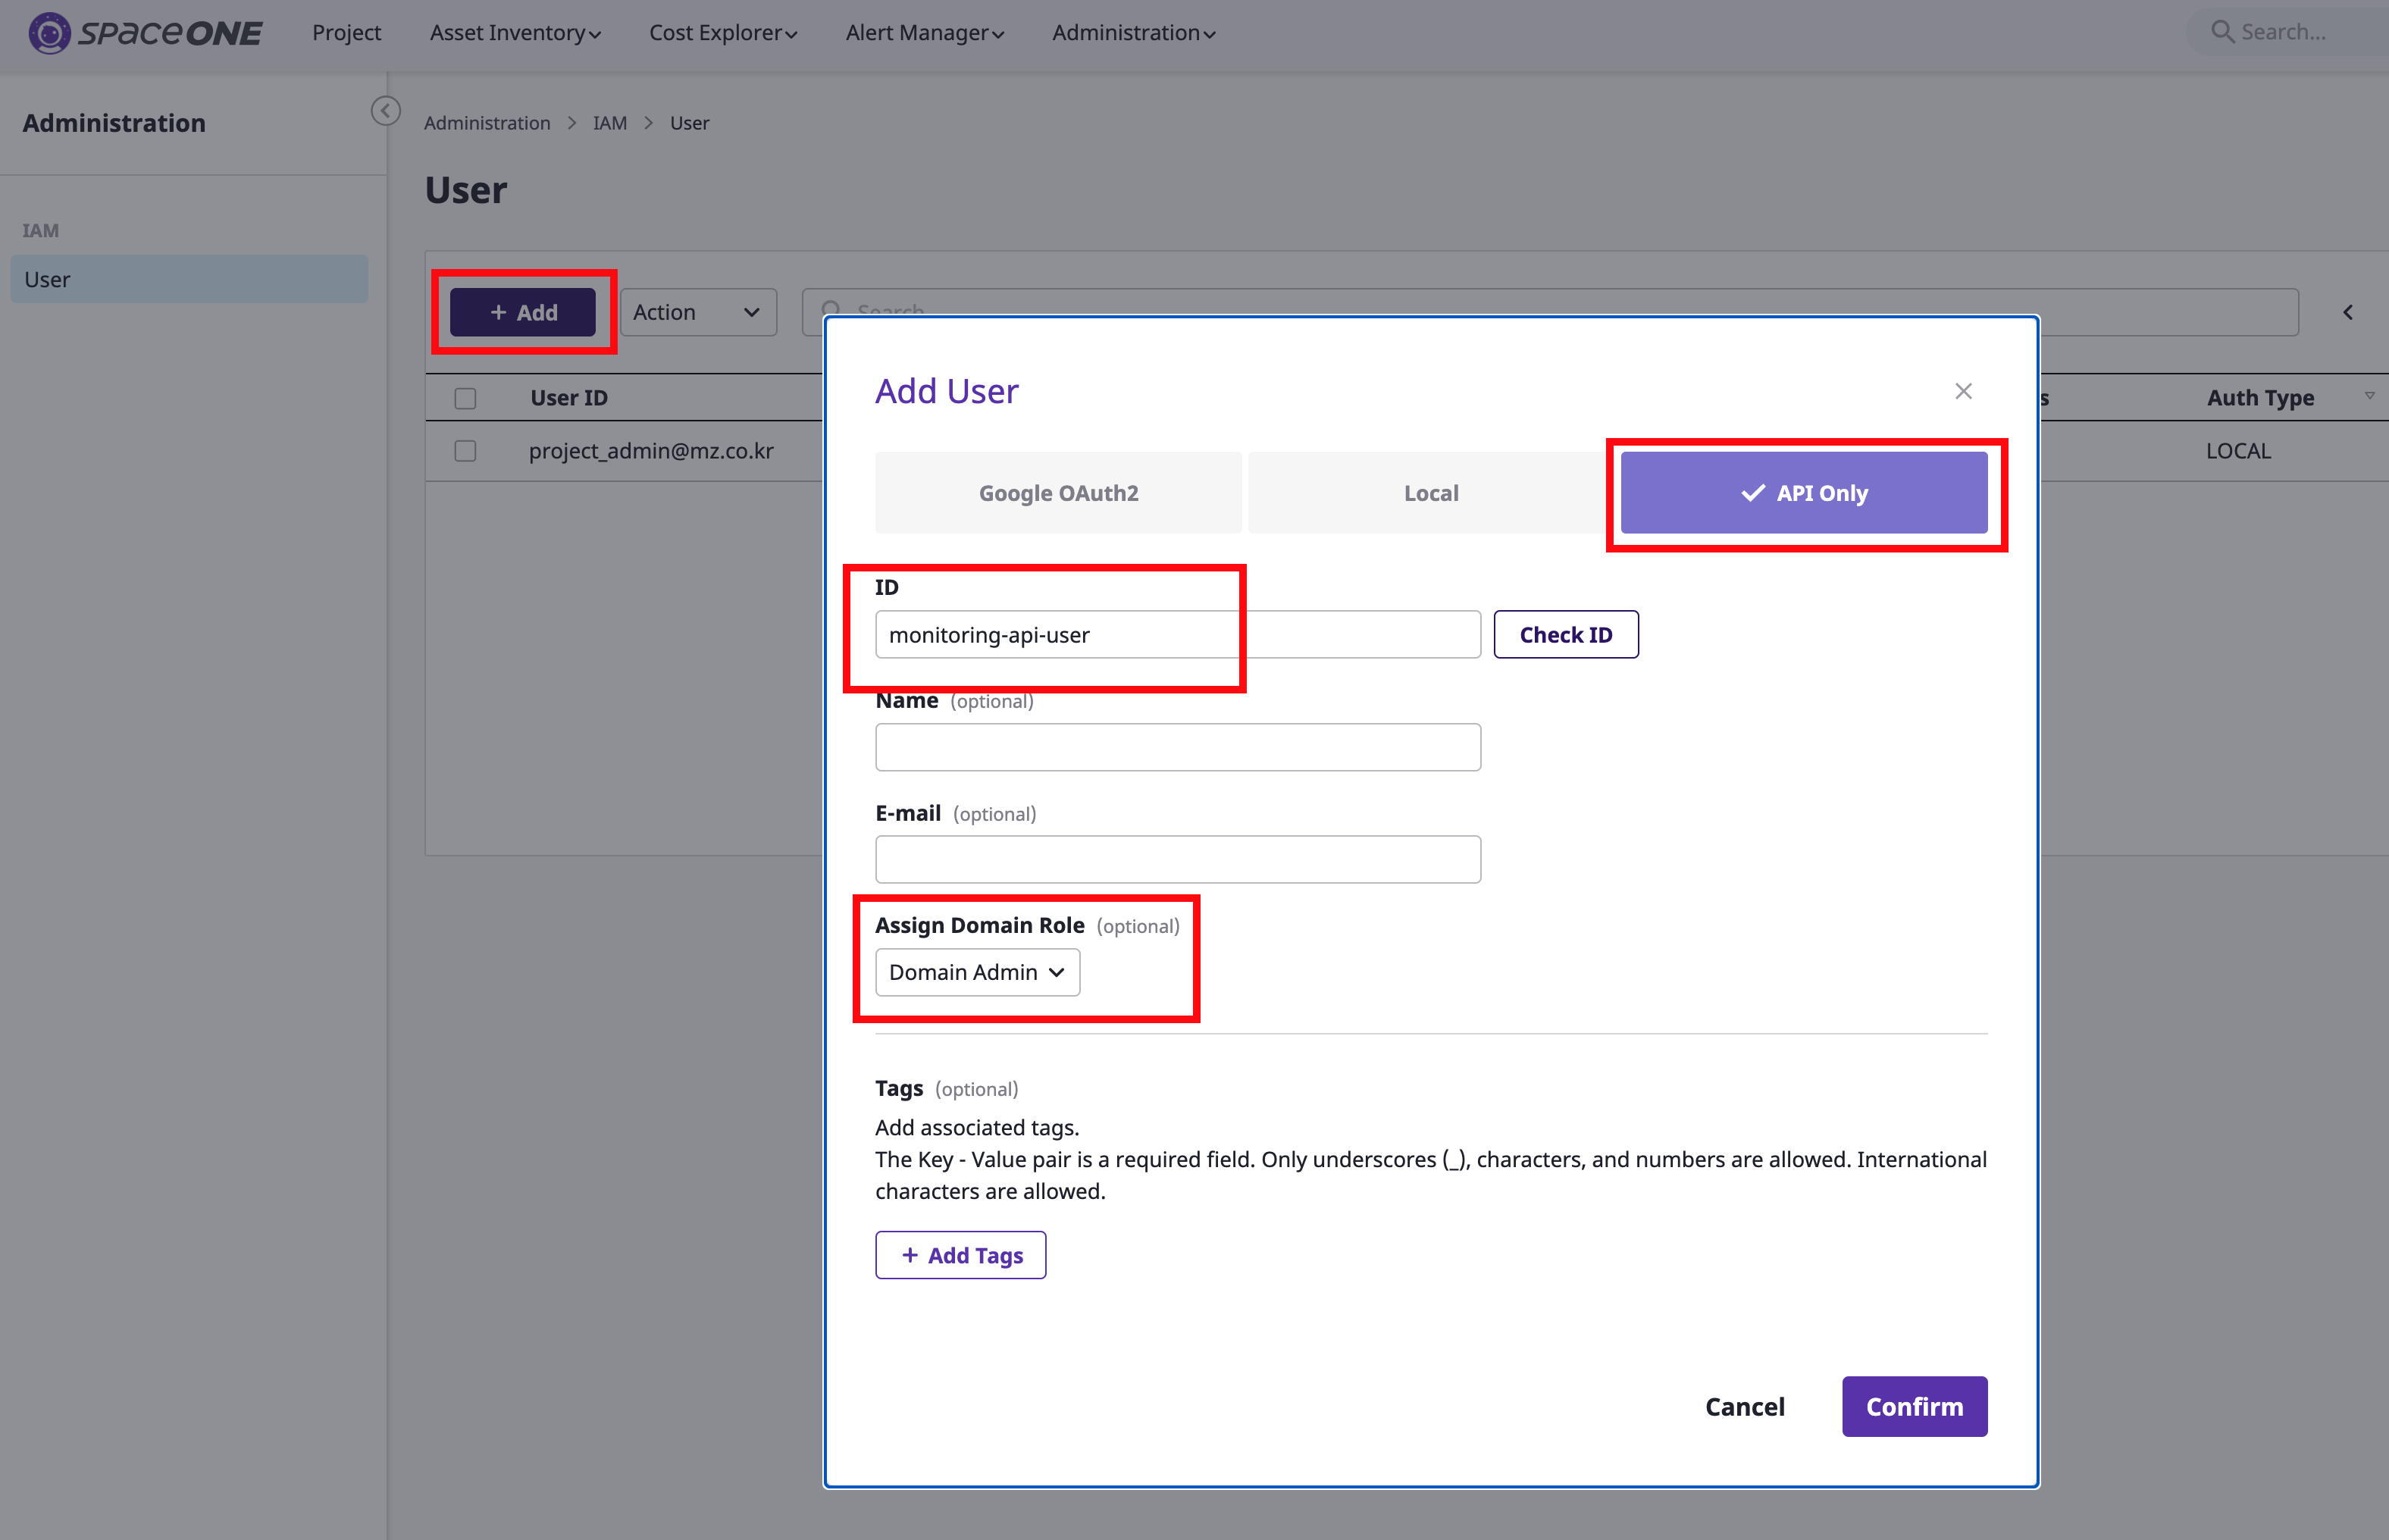 SPACEONE
Project
Asset Inventory
Cost Explorer
Alert Manager
Administration
Search...
Administration
Administration > IAM > User
User
IAM
User
+ Add
Action
Search
User ID
s
Auth Type
project_admin@mz.co.kr
LOCAL
Add User
Google OAuth2
Local
API Only
ID
monitoring-api-user
Check ID
Name (optional)
E-mail (optional)
Assign Domain Role (optional)
Domain Admin
Tags (optional)
Add associated tags.
The Key - Value pair is a required field. Only underscores (_), characters, and numbers are allowed. International
characters are allowed.
+ Add Tags
Cancel
Confirm